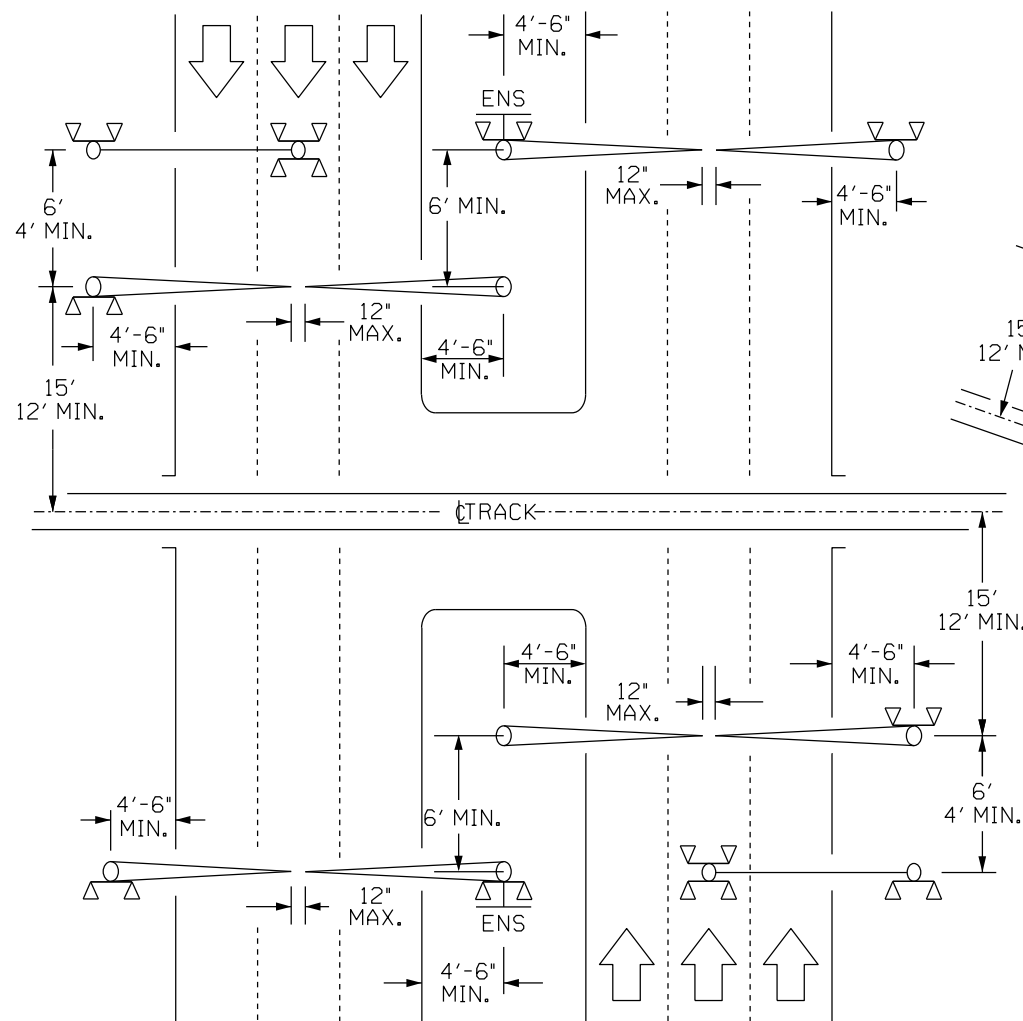 4'-6"
MIN.
ENS
12"
MAX.
4'-6"
MIN.
6'
4' MIN.
6' MIN.
12"
MAX.
4'-6"
MIN.
4'-6"
MIN.
15'
12' MIN.
15
12'
℄TRACK
15'
12' MIN.
4'-6"
MIN.
12"
MAX.
4'-6"
MIN.
4'-6"
MIN.
6' MIN.
6'
4' MIN.
12"
MAX.
ENS
4'-6"
MIN.